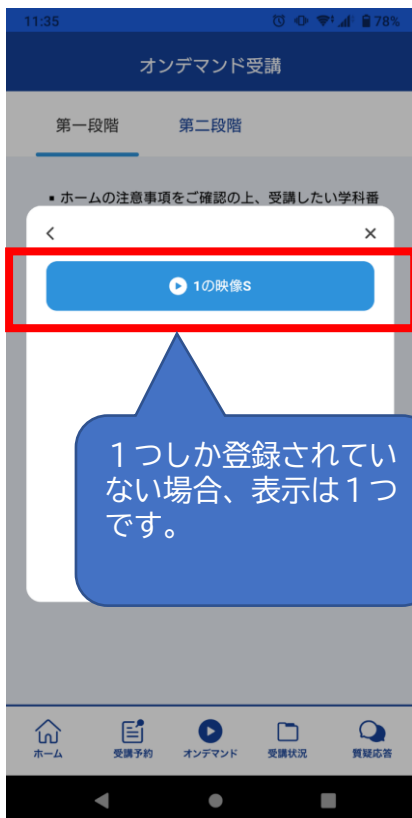 11:35 78%
オンデマンド受講
第一段階 第二段階
▪ ホームの注意事項をご確認の上、受講したい学科番
1の映像S
１つしか登録されてい
ない場合、表示は１つ
です。
ホーム 受講予約 オンデマンド 受講状況 質疑応答